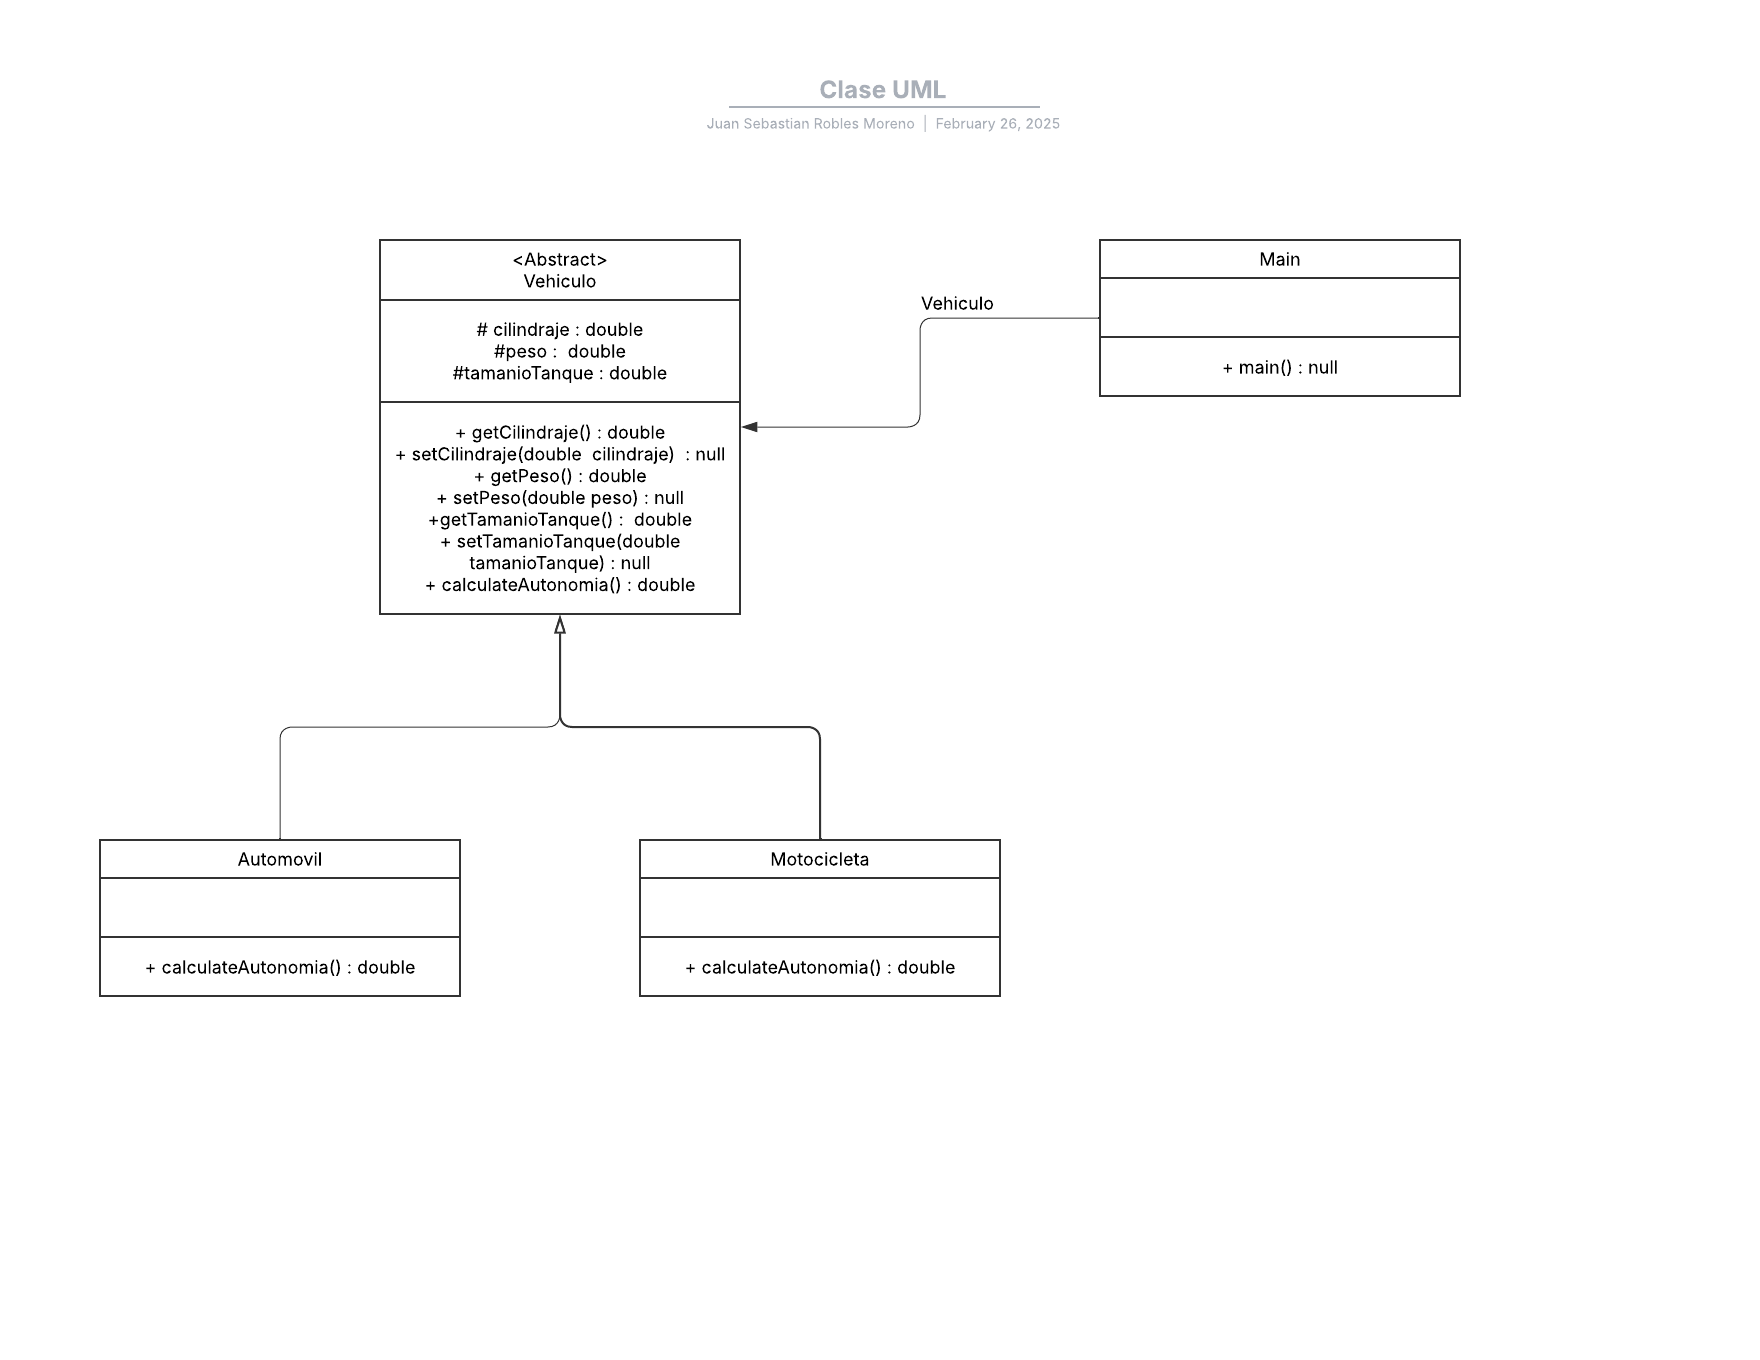 Clase UML
Juan Sebastian Robles Moreno | February 26, 2025
<Abstract>
Vehiculo
# cilindraje : double
#peso :  double
#tamanioTanque : double
+ getCilindraje() : double
+ setCilindraje(double  cilindraje)  : null
+ getPeso() : double
+ setPeso(double peso) : null
+getTamanioTanque() :  double
+ setTamanioTanque(double
tamanioTanque) : null
+ calculateAutonomia() : double
Vehiculo
Main
+ main() : null
Automovil
+ calculateAutonomia() : double
Motocicleta
+ calculateAutonomia() : double